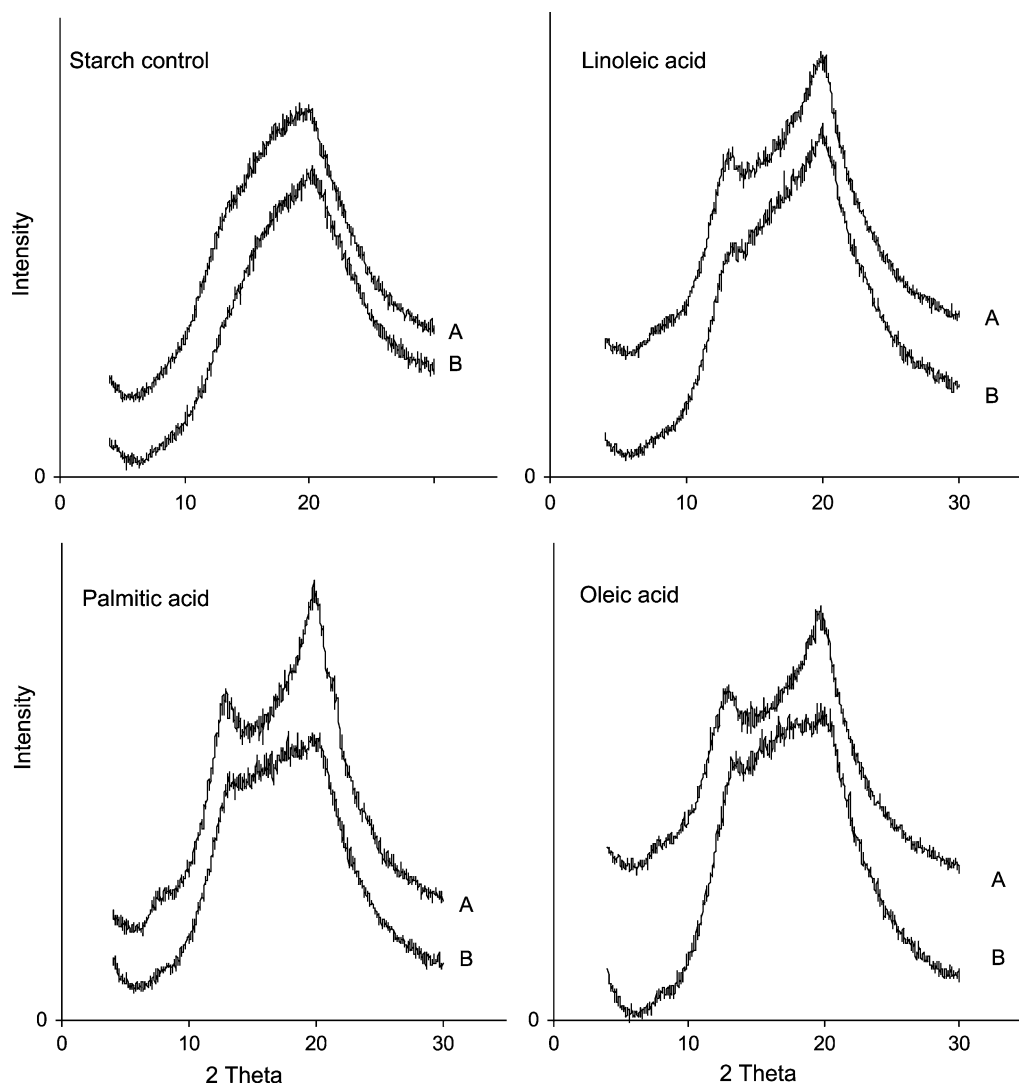 Starch control
Intensity
A
B
0
0
10
20
Linoleic acid
A
B
0
0
10
20
30
Palmitic acid
Intensity
A
B
0
0
10
20
30
2 Theta
Oleic acid
A
B
0
0
10
20
30
2 Theta